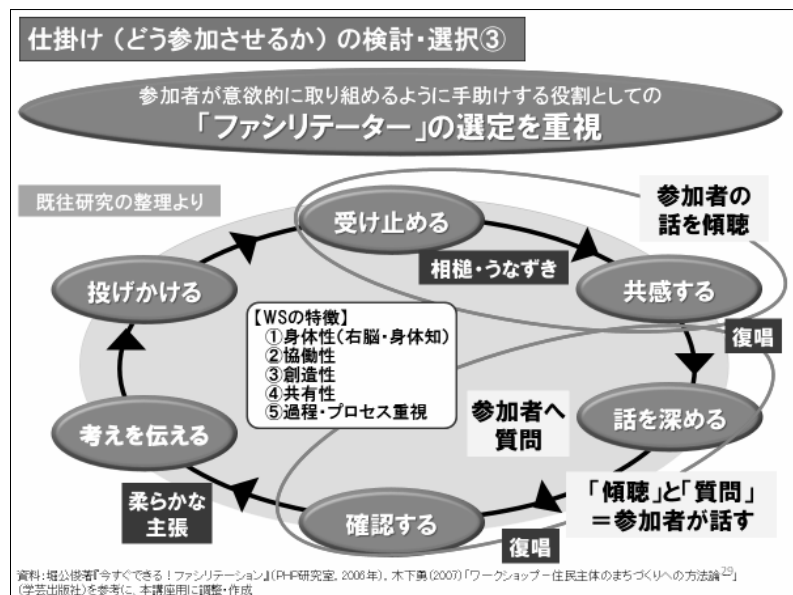 仕掛け（どう参加させるか）の検討・選択③
参加者が意欲的に取り組めるように手助けする役割としての
「ファシリテーター」の選定を重視
既往研究の整理より
受け止める
参加者の
話を傾聴
相槌・うなずき
投げかける
共感する
【WSの特徴】
①身体性（右脳・身体知）
②協働性
③創造性
④共有性
⑤過程・プロセス重視
復唱
考えを伝える
参加者へ
質問
話を深める
柔らかな
主張
確認する
「傾聴」と「質問」
＝参加者が話す
復唱
資料：堀公俊著『今すぐできる！ファシリテーション』（PHP研究室，2006年），木下勇（2007）「ワークショップ－住民主体のまちづくりへの方法論－」
（学芸出版社）を参考に，本講座用に調整・作成
29